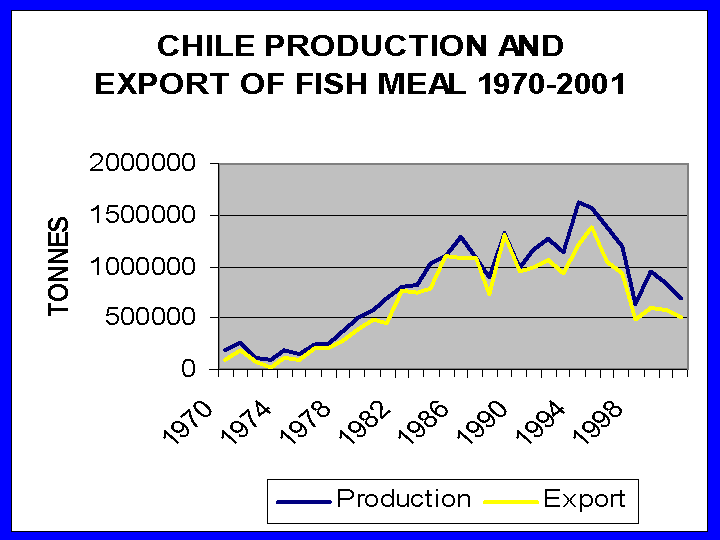 CHILE PRODUCTION AND
EXPORT OF FISH MEAL 1970-2001
TONNES
2000000
1500000
1000000
500000
0
1970 1974 1978 1982 1986 1990 1994 1998
Production Export